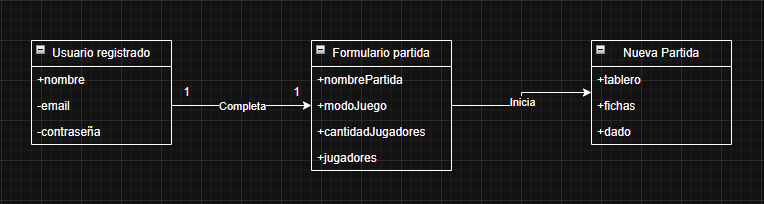 Usuario registrado
+nombre
-email
-contraseña
1
Completa
1
Formulario partida
+nombrePartida
+modoJuego
+cantidadJugadores
+jugadores
Inicia
Nueva Partida
+tablero
+fichas
+dado